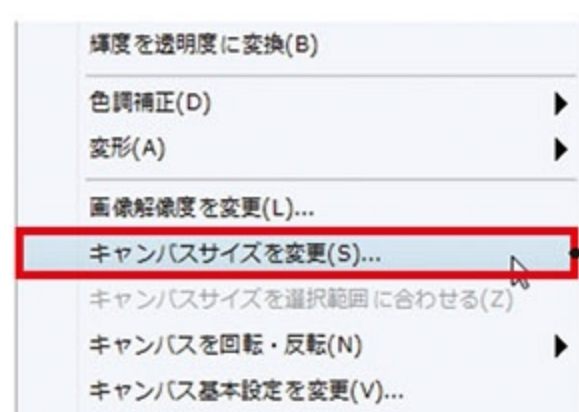 輝度を透明度に変換(B)
色調補正(D)
変形(A)
画像解像度を変更(L)...
キャンバスサイズを変更(S)...
キャンバスサイズを選択範囲に合わせる(Z)
キャンバスを回転・反転(N)
キャンバス基本設定を変更(V)...